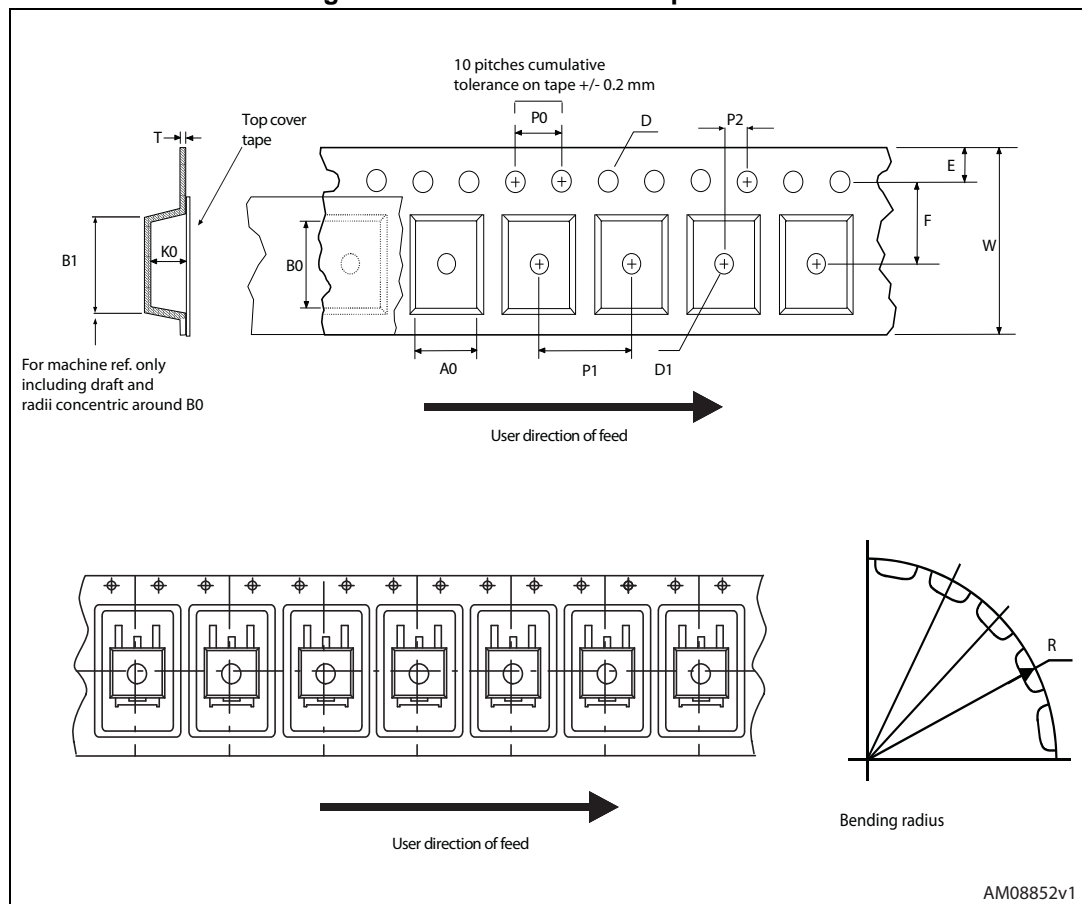 10 pitches cumulative
tolerance on tape +/- 0.2 mm
P0
D
P2
T
Top cover
tape
E
F
W
B1
K0
B0
For machine ref. only
including draft and
radii concentric around B0
A0
P1
D1
User direction of feed
R
Bending radius
User direction of feed
AM08852v1